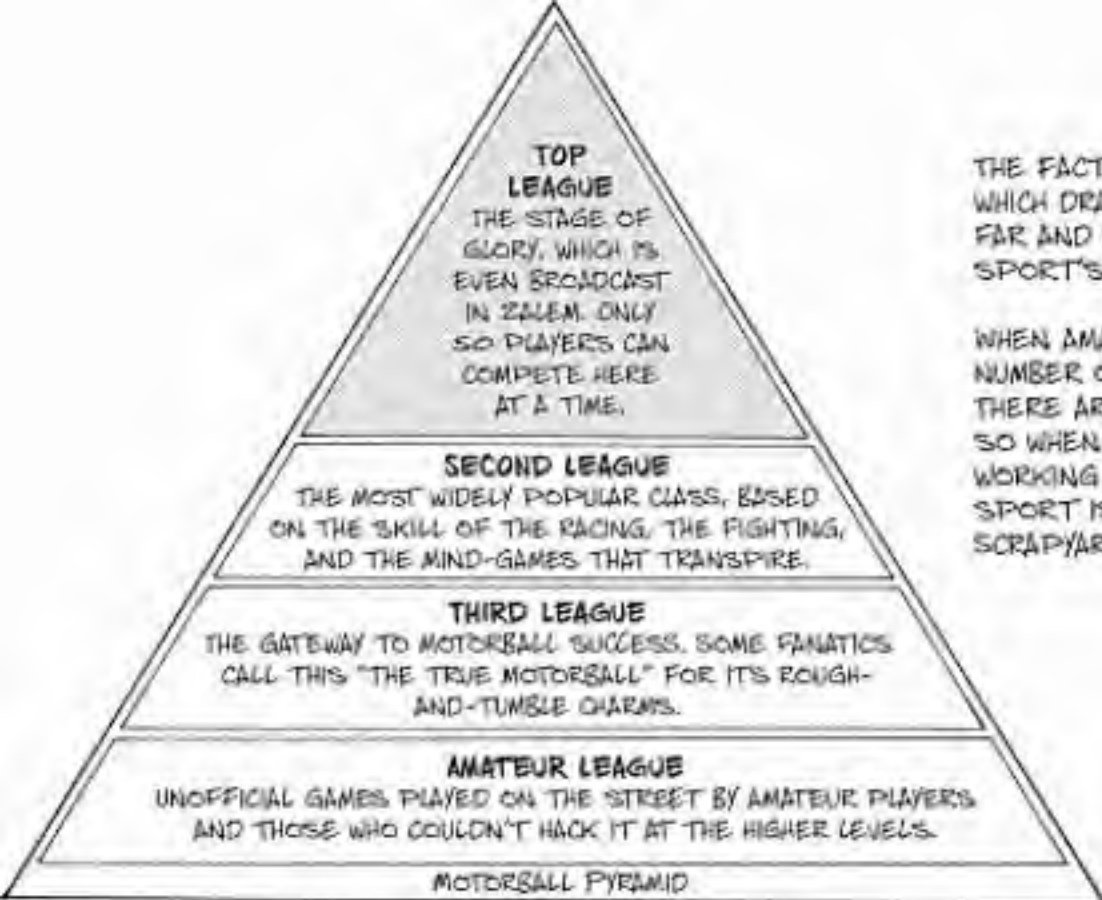 TOP
LEAGUE
THE STAGE OF
GLORY, WHICH IS
EVEN BROADCAST
IN ZALEM. ONLY
50 PLAYERS CAN
COMPETE HERE
AT A TIME.
SECOND LEAGUE
THE MOST WIDELY POPULAR CLASS, BASED
ON THE SKILL OF THE RACING, THE FIGHTING,
AND THE MIND-GAMES THAT TRANSPIRE.
THIRD LEAGUE
THE GATEWAY TO MOTORBALL SUCCESS. SOME FANATICS
CALL THIS "THE TRUE MOTORBALL" FOR ITS ROUGH-
AND-TUMBLE CHARMS.
AMATEUR LEAGUE
UNOFFICIAL GAMES PLAYED ON THE STREET BY AMATEUR PLAYERS
AND THOSE WHO COULDN'T HACK IT AT THE HIGHER LEVELS.
MOTORBALL PYRAMID
THE FACT
WHICH DRA
FAR AND
SPORT'S
WHEN AMA
NUMBER O
THERE AR
SO WHEN
WORKING
SPORT IS
SCRAPYAR